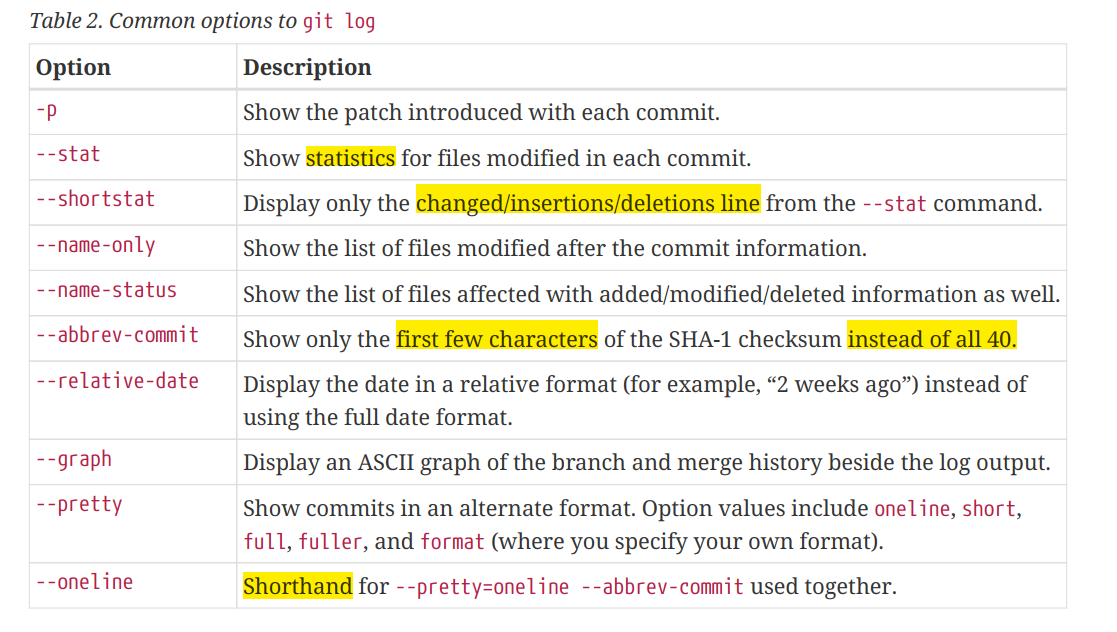 Table 2. Common options to git log
Option Description
-p Show the patch introduced with each commit.
--stat Show statistics for files modified in each commit.
--shortstat Display only the changed/insertions/deletions line from the --stat command.
--name-only Show the list of files modified after the commit information.
--name-status Show the list of files affected with added/modified/deleted information as well.
--abbrev-commit Show only the first few characters of the SHA-1 checksum instead of all 40.
--relative-date Display the date in a relative format (for example, “2 weeks ago”) instead of
using the full date format.
--graph Display an ASCII graph of the branch and merge history beside the log output.
--pretty Show commits in an alternate format. Option values include oneline, short,
full, fuller, and format (where you specify your own format).
--oneline Shorthand for --pretty=oneline --abbrev-commit used together.